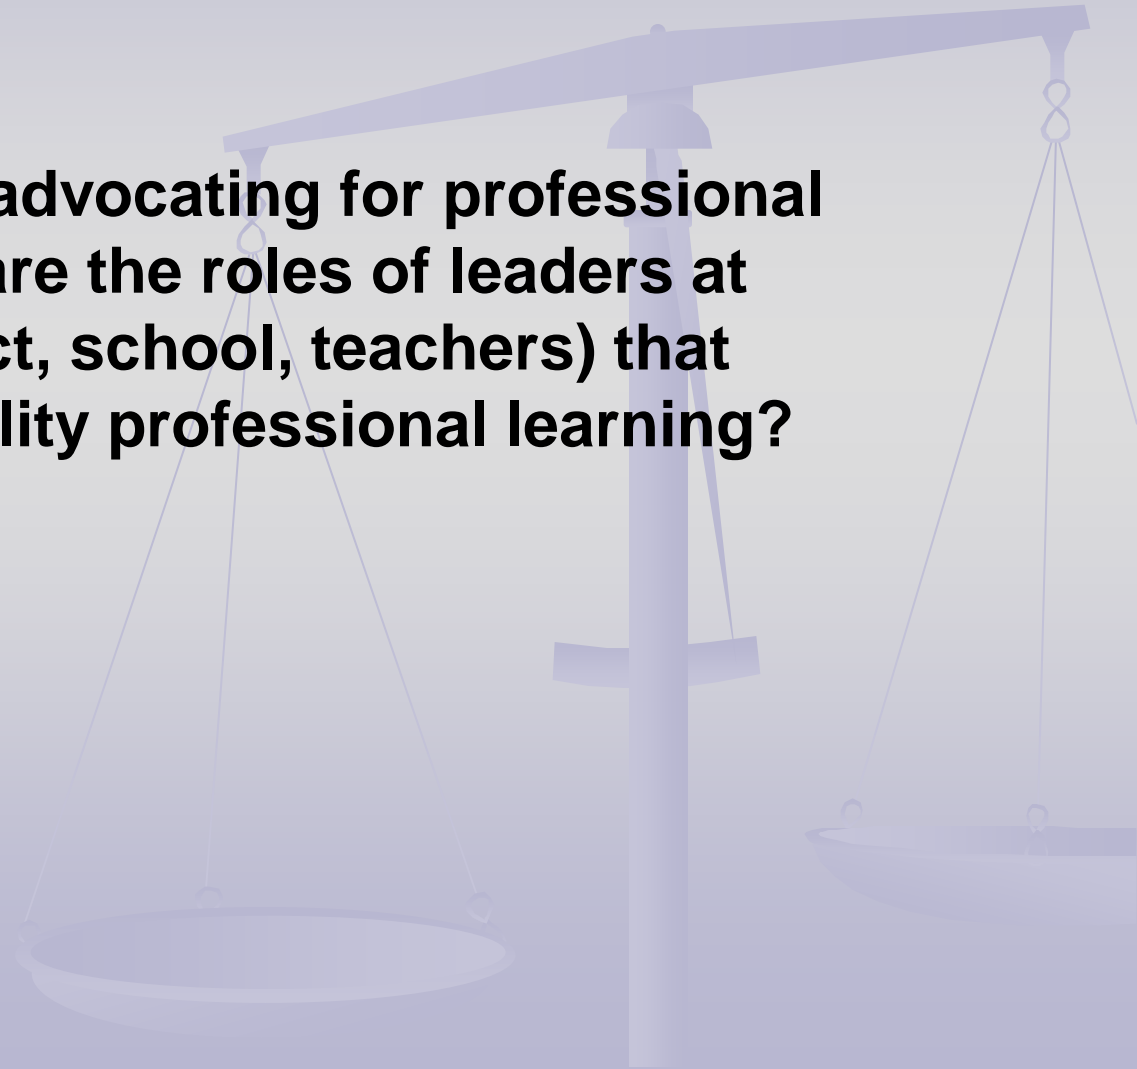 advocating for professional
are the roles of leaders at
ct, school, teachers) that
lity professional learning?